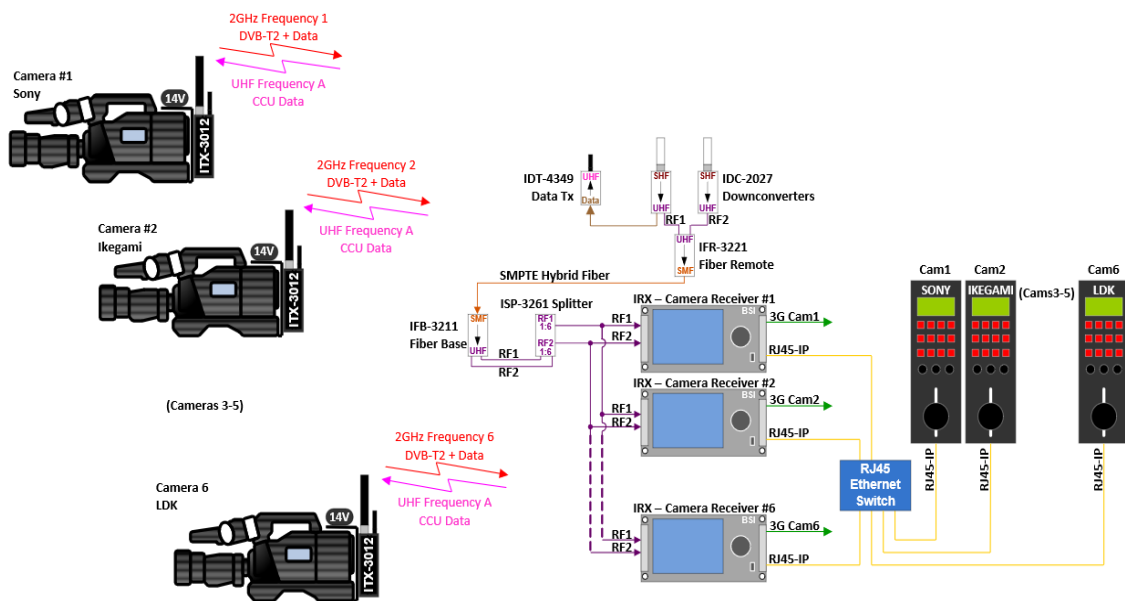 2GHz Frequency 1
DVB-T2 + Data
UHF Frequency A
CCU Data
Camera #1
Sony
14V
ITX-3012
2GHz Frequency 2
DVB-T2 + Data
UHF Frequency A
CCU Data
Camera #2
Ikegami
14V
ITX-3012
(Cameras 3-5)
2GHz Frequency 6
DVB-T2 + Data
UHF Frequency A
CCU Data
Camera 6
LDK
14V
ITX-3012
IDT-4349
Data Tx
UHF
Data
SHF
UHF
SHF
UHF
IDC-2027
Downconverters
RF1
RF2
UHF
SMF
IFR-3221
Fiber Remote
SMPTE Hybrid Fiber
IFB-3211
Fiber Base
SMF
UHF
RF1
RF2
ISP-3261 Splitter
RF1
1:6
RF2
1:6
IRX – Camera Receiver #1
RF1
RF2
BSI
3G Cam1
RJ45-IP
IRX – Camera Receiver #2
RF1
RF2
BSI
3G Cam2
RJ45-IP
IRX – Camera Receiver #6
RF1
RF2
BSI
3G Cam6
RJ45-IP
RJ45
Ethernet
Switch
Cam1
SONY
Cam2
IKEGAMI
(Cams3-5)
Cam6
LDK
RJ45-IP
RJ45-IP
RJ45-IP